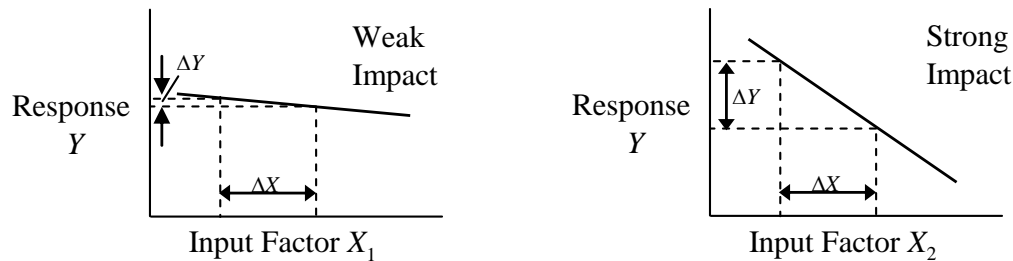 Weak
Impact
ΔY
Response
Y
ΔX
Input Factor X₁
Strong
Impact
ΔY
Response
Y
ΔX
Input Factor X₂